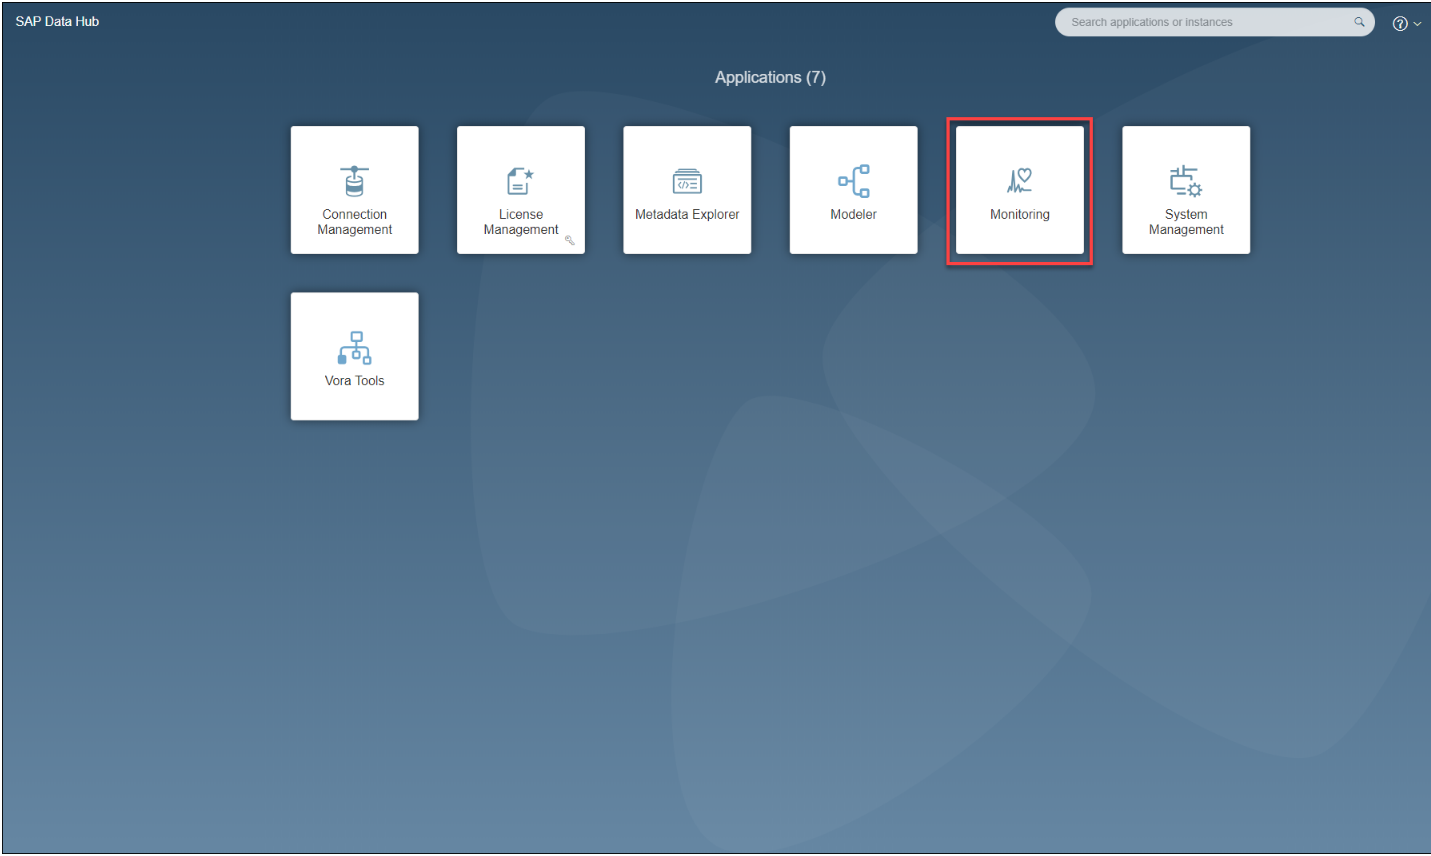 SAP Data Hub
Search applications or instances
Applications (7)
Connection
Management
License
Management
Metadata Explorer
Modeler
Monitoring
System
Management
Vora Tools